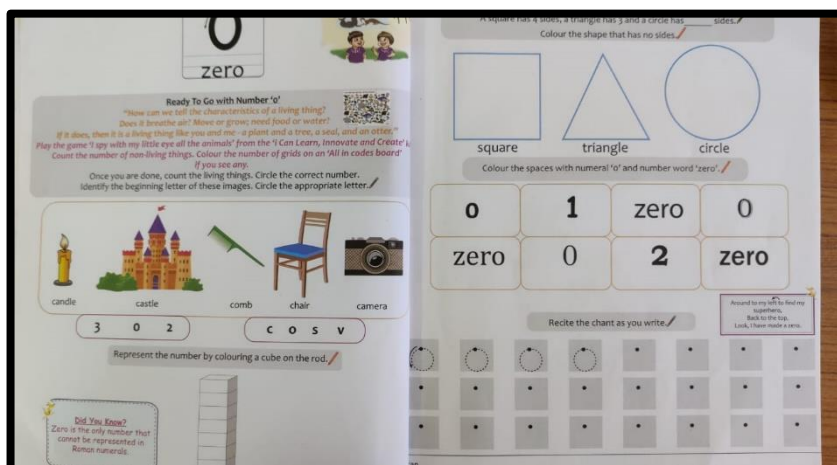 0
zero
Ready To Go with Number ‘0’
“How can we tell the characteristics of a living thing?
Does it breathe air? Move or grow; need food or water?
If it does, then it is a living thing like you and me - a plant and a tree, a seal, and an otter.”
Play the game ‘I spy with my little eye all the animals’ from the ‘I Can Learn, Innovate and Create’
Count the number of non-living things. Colour the number of grids on an ‘All in codes board’
if you see any.
Once you are done, count the living things. Circle the correct number.
Identify the beginning letter of these images. Circle the appropriate letter.
candle castle comb chair camera
3 0 2 c o s v
Represent the number by colouring a cube on the rod.
Did You Know?
Zero is the only number that
cannot be represented in
Roman numerals.
A square has 4 sides, a triangle has 3 and a circle has______ sides.
Colour the shape that has no sides.
square triangle circle
Colour the spaces with numeral ‘0’ and number word ‘zero’.
0 1 zero 0
zero 0 2 zero
Around to my left to find my
superhero,
Back to the top,
Look, I have made a zero.
Recite the chant as you write.